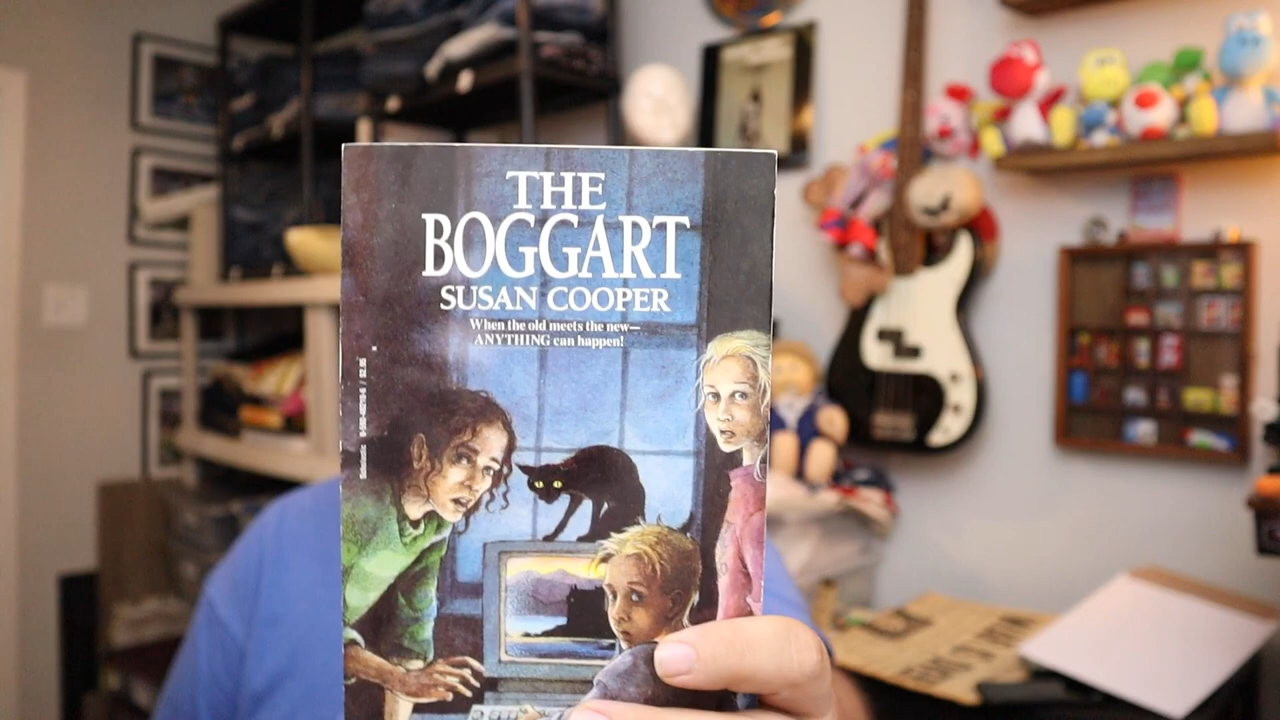 THE
BOGGART
SUSAN COOPER
When the old meets the new—
ANYTHING can happen!